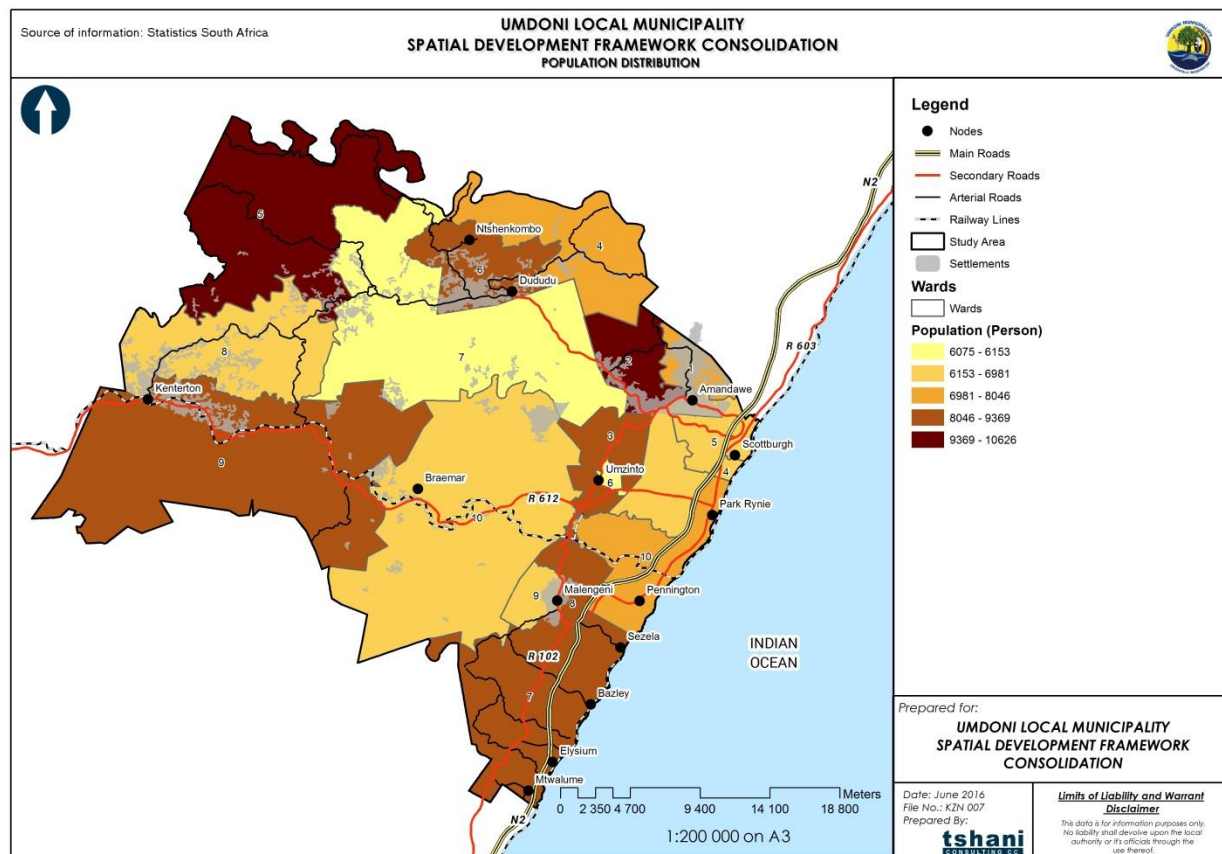 Source of information: Statistics South Africa
UMDONI LOCAL MUNICIPALITY
SPATIAL DEVELOPMENT FRAMEWORK CONSOLIDATION
POPULATION DISTRIBUTION
UMDONI MUNICIPALITY
Legend
Nodes
Main Roads
Secondary Roads
Arterial Roads
Railway Lines
Study Area
Settlements
Wards
Wards
Population (Person)
6075 - 6153
6153 - 6981
6981 - 8046
8046 - 9369
9369 - 10626
N2
5
Ntshenkombo
4
6
Dududu
R 603
8
7
2
1
Kenterton
Amandawe
3
5
Scottburgh
9
Umzinto
4
Braemar
6
R 612
Park Rynie
10
10
9
Malengeni
8
Pennington
Sezela
INDIAN
OCEAN
R 102
7
Bazley
Elysium
Mtwalume
N2
Meters
0 2 350 4 700 9 400 14 100 18 800
1:200 000 on A3
Prepared for:
UMDONI LOCAL MUNICIPALITY
SPATIAL DEVELOPMENT FRAMEWORK
CONSOLIDATION
Date: June 2016
File No.: KZN 007
Prepared By:
tshani
CONSULTING CC
Limits of Liability and Warrant
Disclaimer
This data is for information purposes only.
No liability shall devolve upon the local
authority or it's officials through the
use thereof.